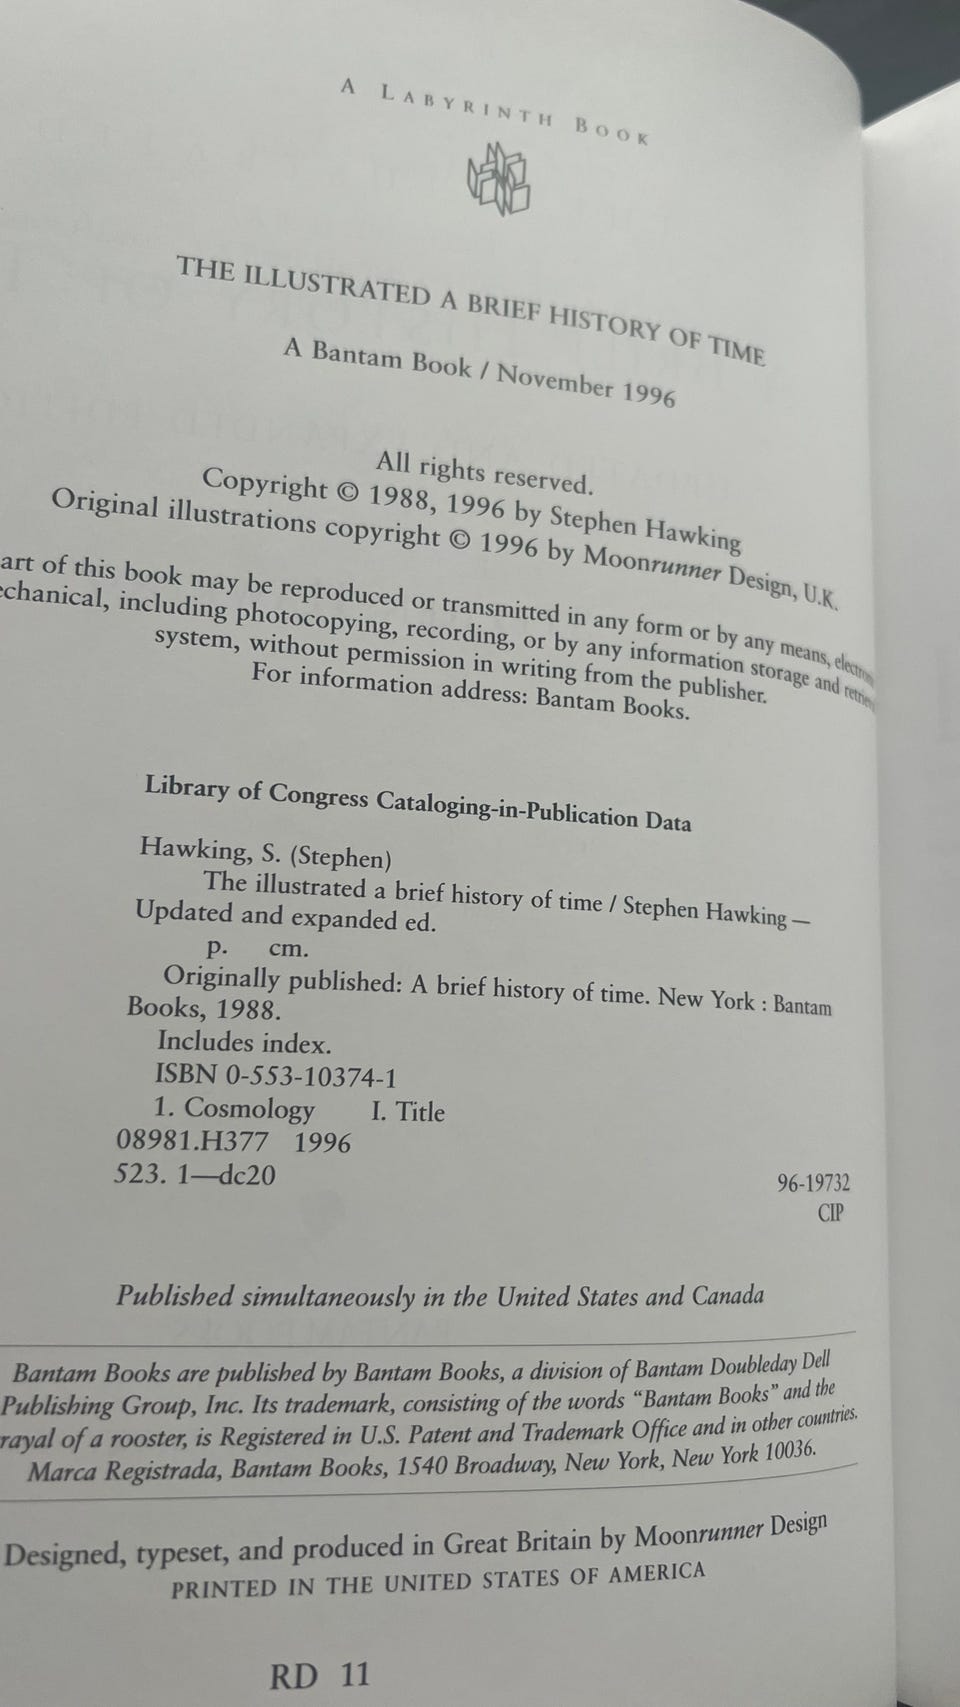 A LABYRINTH BOOK
THE ILLUSTRATED A BRIEF HISTORY OF TIME
A Bantam Book / November 1996
All rights reserved.
Copyright © 1988, 1996 by Stephen Hawking
Original illustrations copyright © 1996 by Moonrunner Design, U.K.
art of this book may be reproduced or transmitted in any form or by any means, electron
echanical, including photocopying, recording, or by any information storage and retrie
system, without permission in writing from the publisher.
For information address: Bantam Books.
Library of Congress Cataloging-in-Publication Data
Hawking, S. (Stephen)
The illustrated a brief history of time / Stephen Hawking —
Updated and expanded ed.
p. cm.
Originally published: A brief history of time. New York : Bantam
Books, 1988.
Includes index.
ISBN 0-553-10374-1
1. Cosmology I. Title
08981.H377 1996
523. 1—dc20
96-19732
CIP
Published simultaneously in the United States and Canada
Bantam Books are published by Bantam Books, a division of Bantam Doubleday Dell
Publishing Group, Inc. Its trademark, consisting of the words “Bantam Books” and the
rayal of a rooster, is Registered in U.S. Patent and Trademark Office and in other countries.
Marca Registrada, Bantam Books, 1540 Broadway, New York, New York 10036.
Designed, typeset, and produced in Great Britain by Moonrunner Design
PRINTED IN THE UNITED STATES OF AMERICA
RD 11